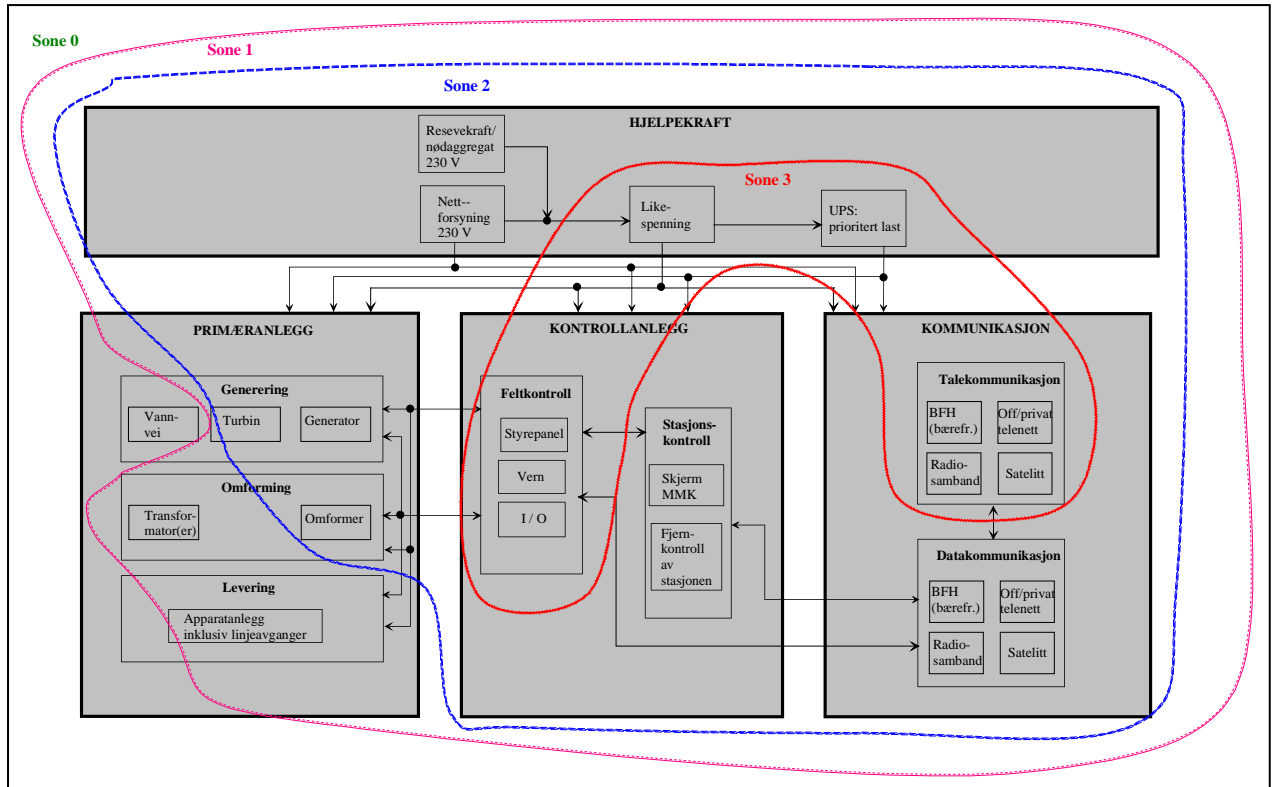 Sone 0
Sone 1
Sone 2
HJELPEKRAFT
Resevekraft/
nødaggregat
230 V
Sone 3
Nett--
forsyning
230 V
Like-
spenning
UPS:
prioritert last
PRIMÆRANLEGG
Generering
Vann-
vei
Turbin
Generator
Omforming
Transfor-
mator(er)
Omformer
Levering
Apparatanlegg
inklusiv linjeavganger
KONTROLLANLEGG
Feltkontroll
Styrepanel
Vern
I / O
Stasjons-
kontroll
Skjerm
MMK
Fjern-
kontroll
av
stasjonen
KOMMUNIKASJON
Talekommunikasjon
BFH
(bærefr.)
Off/privat
telenett
Radio-
samband
Satelitt
Datakommunikasjon
BFH
(bærefr.)
Off/privat
telenett
Radio-
samband
Satelitt